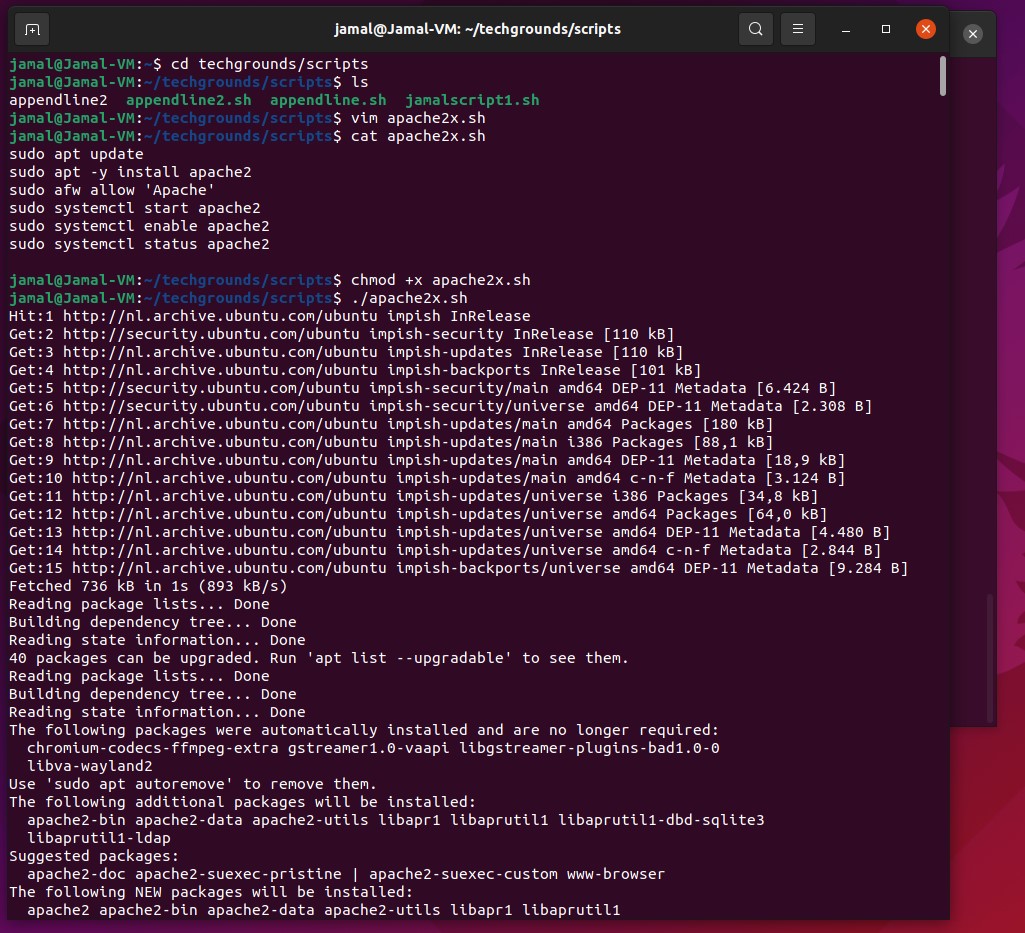 jamal@Jamal-VM: ~/techgrounds/scripts
jamal@Jamal-VM:~$ cd techgrounds/scripts
jamal@Jamal-VM:~/techgrounds/scripts$ ls
appendline2  appendline2.sh  appendline.sh  jamalscript1.sh
jamal@Jamal-VM:~/techgrounds/scripts$ vim apache2x.sh
jamal@Jamal-VM:~/techgrounds/scripts$ cat apache2x.sh
sudo apt update
sudo apt -y install apache2
sudo afw allow 'Apache'
sudo systemctl start apache2
sudo systemctl enable apache2
sudo systemctl status apache2
jamal@Jamal-VM:~/techgrounds/scripts$ chmod +x apache2x.sh
jamal@Jamal-VM:~/techgrounds/scripts$ ./apache2x.sh
Hit:1 http://nl.archive.ubuntu.com/ubuntu impish InRelease
Get:2 http://security.ubuntu.com/ubuntu impish-security InRelease [110 kB]
Get:3 http://nl.archive.ubuntu.com/ubuntu impish-updates InRelease [110 kB]
Get:4 http://nl.archive.ubuntu.com/ubuntu impish-backports InRelease [101 kB]
Get:5 http://security.ubuntu.com/ubuntu impish-security/main amd64 DEP-11 Metadata [6.424 B]
Get:6 http://security.ubuntu.com/ubuntu impish-security/universe amd64 DEP-11 Metadata [2.308 B]
Get:7 http://nl.archive.ubuntu.com/ubuntu impish-updates/main amd64 Packages [180 kB]
Get:8 http://nl.archive.ubuntu.com/ubuntu impish-updates/main i386 Packages [88,1 kB]
Get:9 http://nl.archive.ubuntu.com/ubuntu impish-updates/main amd64 DEP-11 Metadata [18,9 kB]
Get:10 http://nl.archive.ubuntu.com/ubuntu impish-updates/main amd64 c-n-f Metadata [3.124 B]
Get:11 http://nl.archive.ubuntu.com/ubuntu impish-updates/universe i386 Packages [34,8 kB]
Get:12 http://nl.archive.ubuntu.com/ubuntu impish-updates/universe amd64 Packages [64,0 kB]
Get:13 http://nl.archive.ubuntu.com/ubuntu impish-updates/universe amd64 DEP-11 Metadata [4.480 B]
Get:14 http://nl.archive.ubuntu.com/ubuntu impish-updates/universe amd64 c-n-f Metadata [2.844 B]
Get:15 http://nl.archive.ubuntu.com/ubuntu impish-backports/universe amd64 DEP-11 Metadata [9.284 B]
Fetched 736 kB in 1s (893 kB/s)
Reading package lists... Done
Building dependency tree... Done
Reading state information... Done
40 packages can be upgraded. Run 'apt list --upgradable' to see them.
Reading package lists... Done
Building dependency tree... Done
Reading state information... Done
The following packages were automatically installed and are no longer required:
  chromium-codecs-ffmpeg-extra gstreamer1.0-vaapi libgstreamer-plugins-bad1.0-0
  libva-wayland2
Use 'sudo apt autoremove' to remove them.
The following additional packages will be installed:
  apache2-bin apache2-data apache2-utils libapr1 libaprutil1 libaprutil1-dbd-sqlite3
  libaprutil1-ldap
Suggested packages:
  apache2-doc apache2-suexec-pristine | apache2-suexec-custom www-browser
The following NEW packages will be installed:
  apache2 apache2-bin apache2-data apache2-utils libapr1 libaprutil1